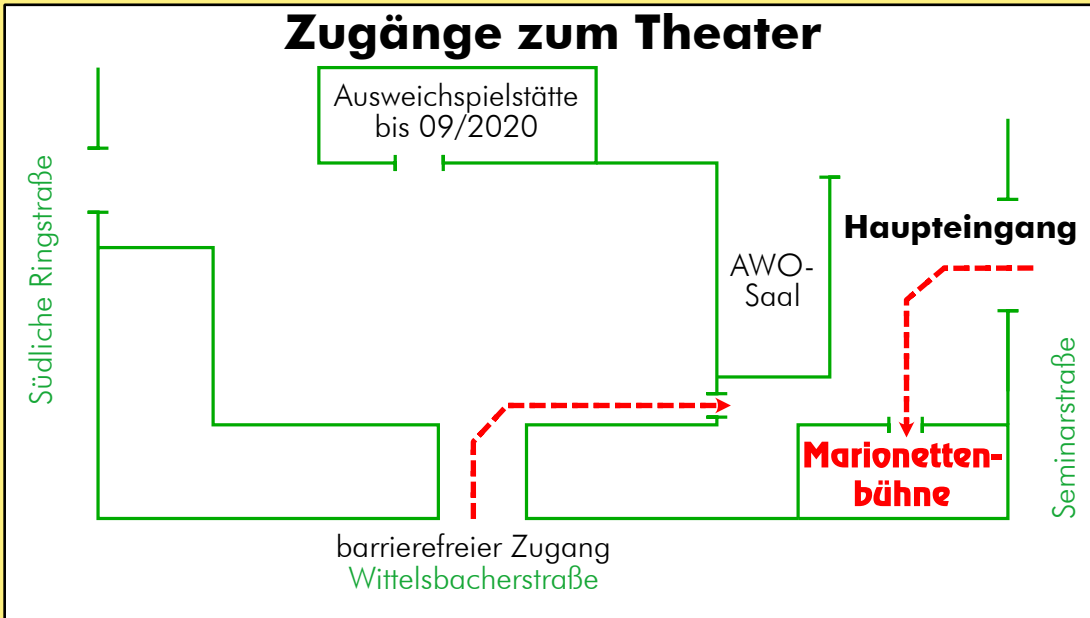 Zugänge zum Theater
Ausweichspielstätte
bis 09/2020
Südliche Ringstraße
Haupteingang
AWO-
Saal
Marionetten-
bühne
Seminarstraße
barrierefreier Zugang
Wittelsbacherstraße